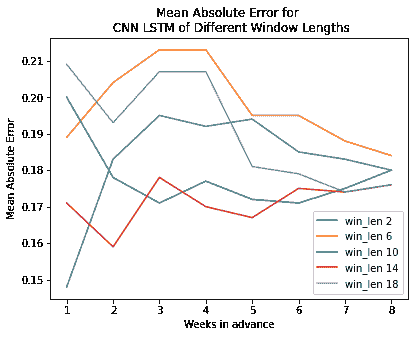 Mean Absolute Error for
CNN LSTM of Different Window Lengths
Mean Absolute Error
0.21
0.20
0.19
0.18
0.17
0.16
0.15
win_len 2
win_len 6
win_len 10
win_len 14
win_len 18
1 2 3 4 5 6 7 8
Weeks in advance